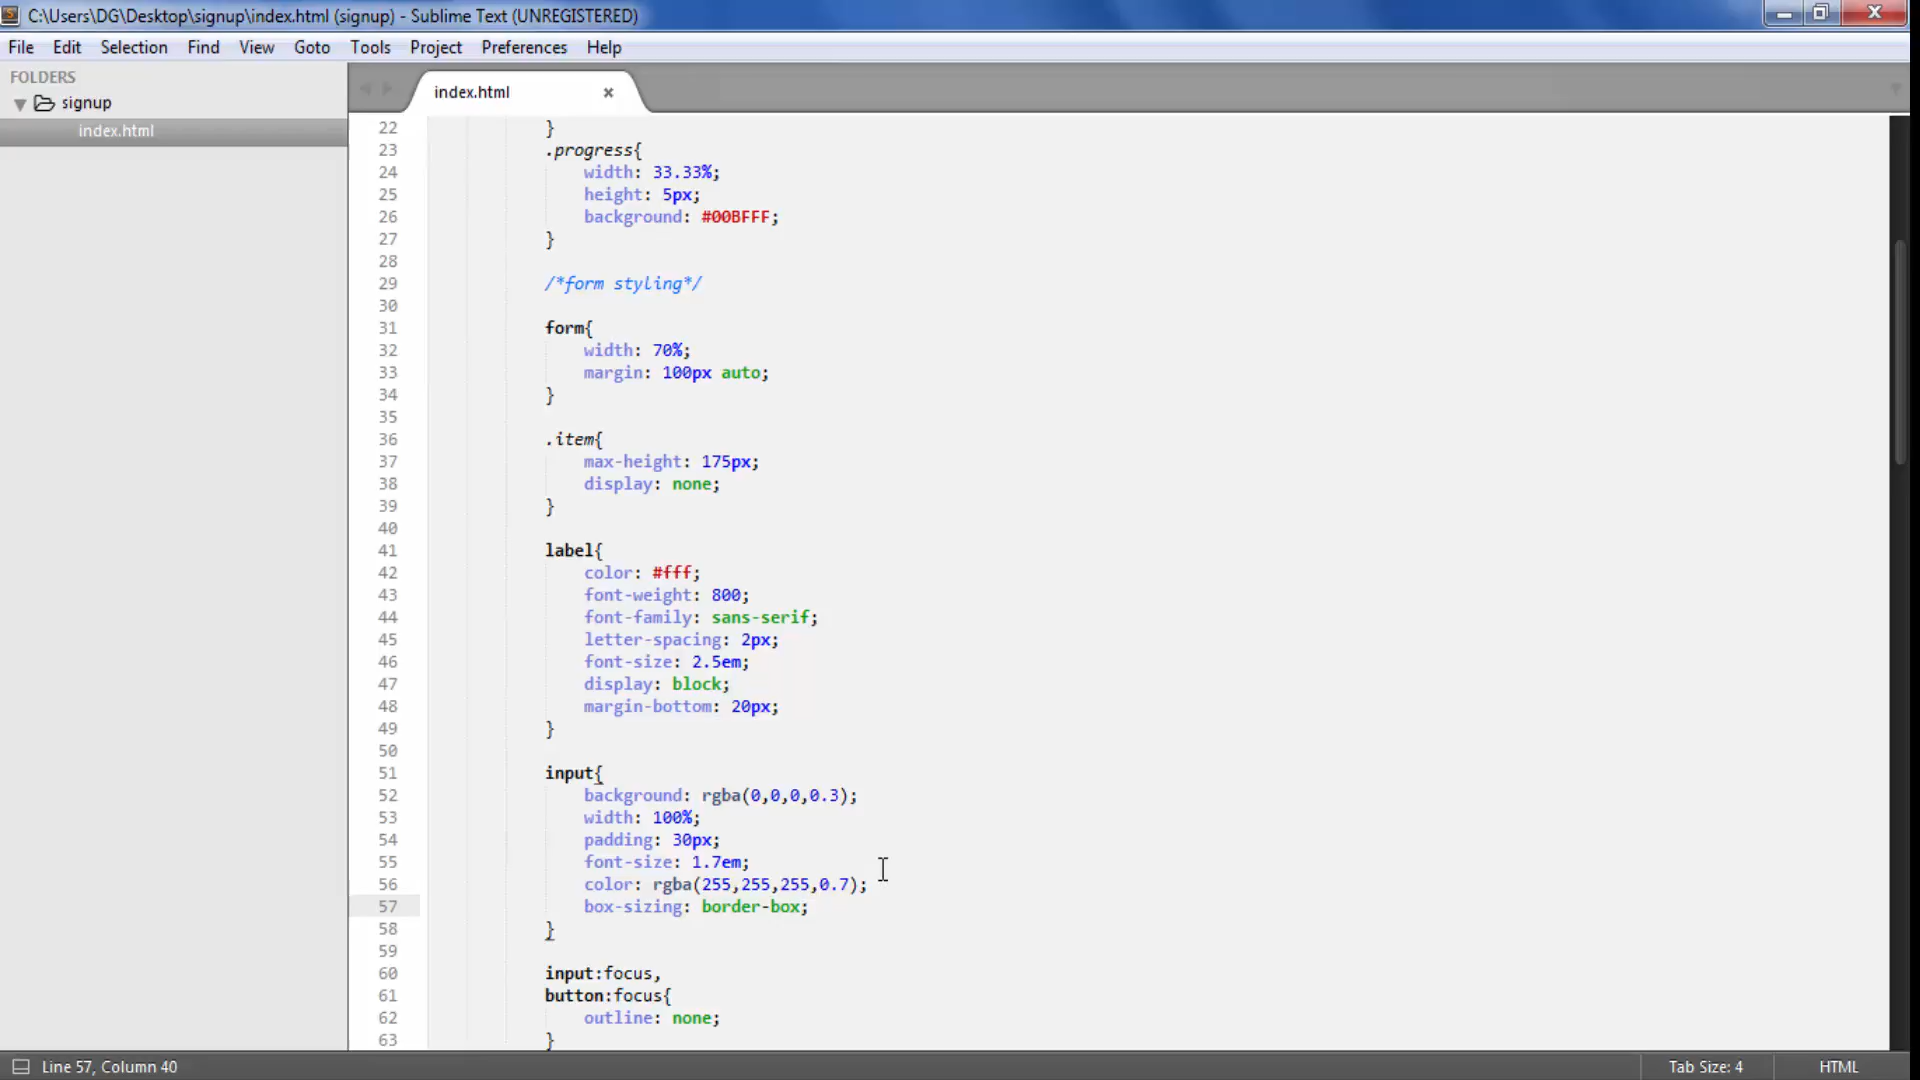 C:\Users\DG\Desktop\signup\index.html (signup) - Sublime Text (UNREGISTERED)
File Edit Selection Find View Goto Tools Project Preferences Help
FOLDERS
signup
index.html
index.html
22 }
23 .progress{
24 width: 33.33%;
25 height: 5px;
26 background: #00BFFF;
27 }
28
29 /*form styling*/
30
31 form{
32 width: 70%;
33 margin: 100px auto;
34 }
35
36 .item{
37 max-height: 175px;
38 display: none;
39 }
40
41 label{
42 color: #fff;
43 font-weight: 800;
44 font-family: sans-serif;
45 letter-spacing: 2px;
46 font-size: 2.5em;
47 display: block;
48 margin-bottom: 20px;
49 }
50
51 input{
52 background: rgba(0,0,0,0.3);
53 width: 100%;
54 padding: 30px;
55 font-size: 1.7em;
56 color: rgba(255,255,255,0.7);
57 box-sizing: border-box;
58 }
59
60 input:focus,
61 button:focus{
62 outline: none;
63 }
Line 57, Column 40 Tab Size: 4 HTML